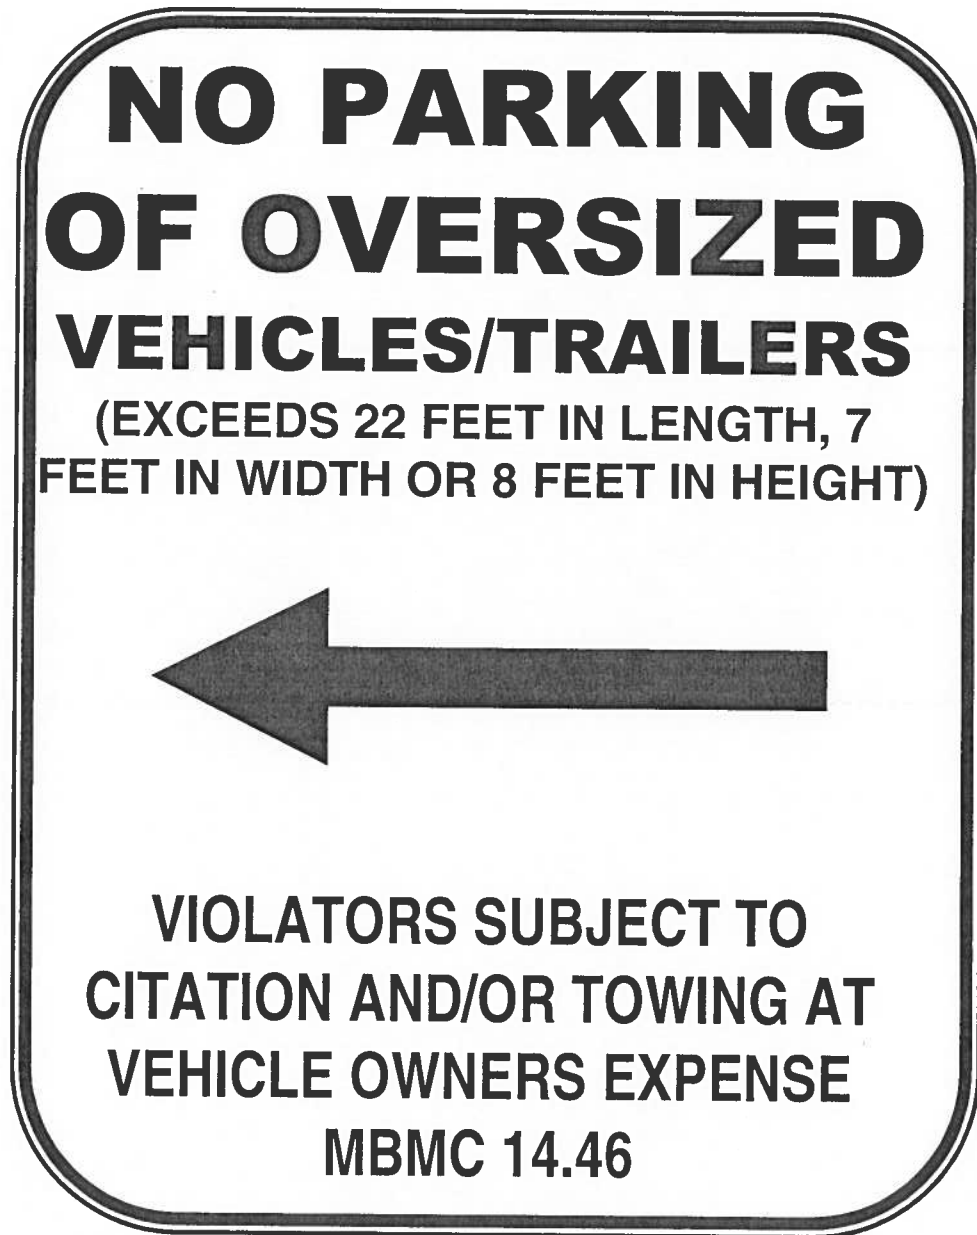 NO PARKING
OF OVERSIZED
VEHICLES/TRAILERS
(EXCEEDS 22 FEET IN LENGTH, 7
FEET IN WIDTH OR 8 FEET IN HEIGHT)
VIOLATORS SUBJECT TO
CITATION AND/OR TOWING AT
VEHICLE OWNERS EXPENSE
MBMC 14.46